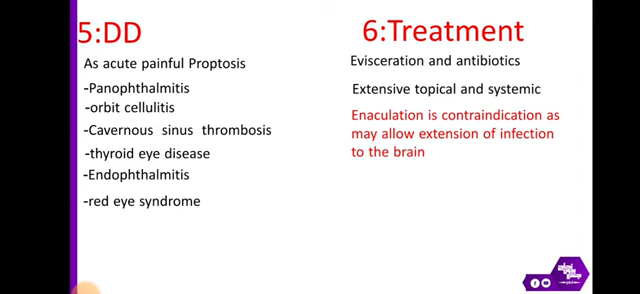 5:DD
As acute painful Proptosis
-Panophthalmitis
-orbit cellulitis
-Cavernous sinus thrombosis
-thyroid eye disease
-Endophthalmitis
-red eye syndrome
6:Treatment
Evisceration and antibiotics
Extensive topical and systemic
Enaculation is contraindication as
may allow extension of infection
to the brain